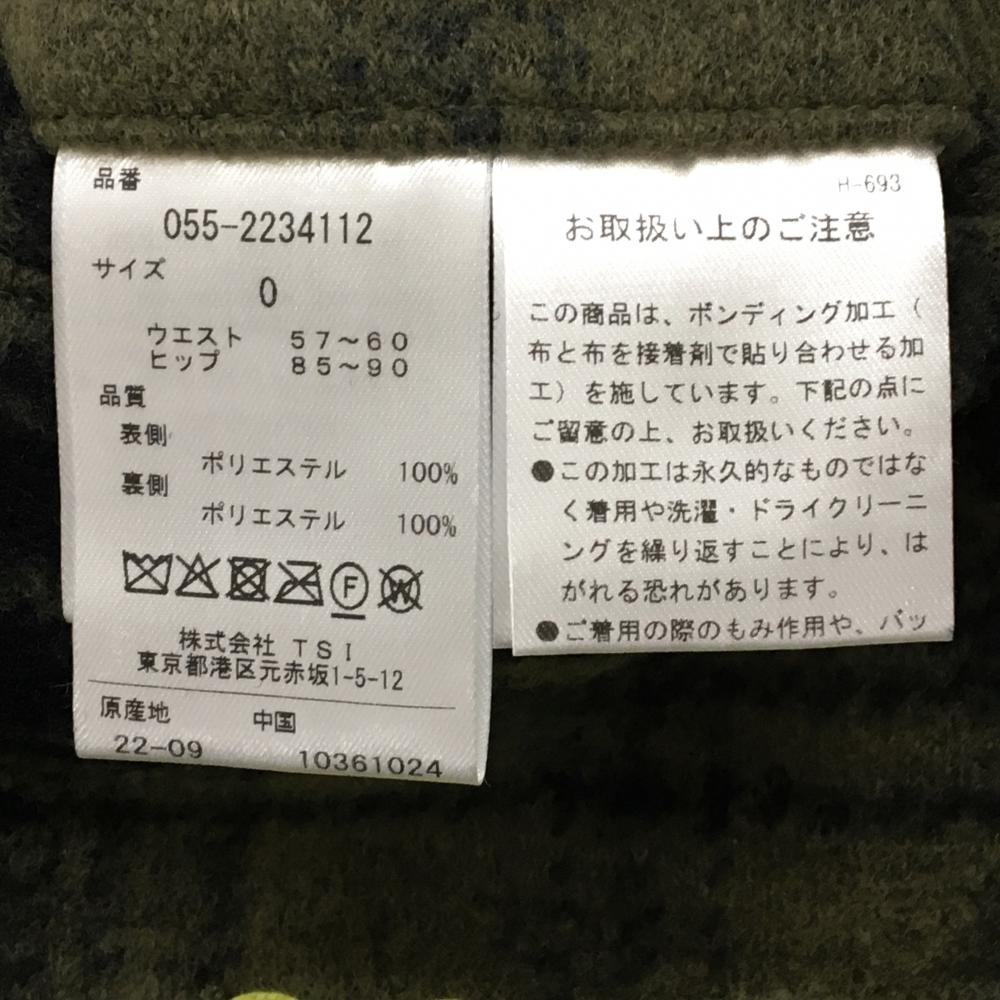 品番
055-2234112
サイズ
0
ウエスト 57～60
ヒップ 85～90
品質
表側
ポリエステル 100%
裏側
ポリエステル 100%
F
W
株式会社 TSI
東京都港区元赤坂1-5-12
原産地 中国
22-09 10361024
H-693
お取扱い上のご注意
この商品は、ボンディング加工（
布と布を接着剤で貼り合わせる加
工）を施しています。下記の点に
ご留意の上、お取扱いください。
●この加工は永久的なものではな
く着用や洗濯・ドライクリーニ
ングを繰り返すことにより、は
がれる恐れがあります。
●ご着用の際のもみ作用や、バッ